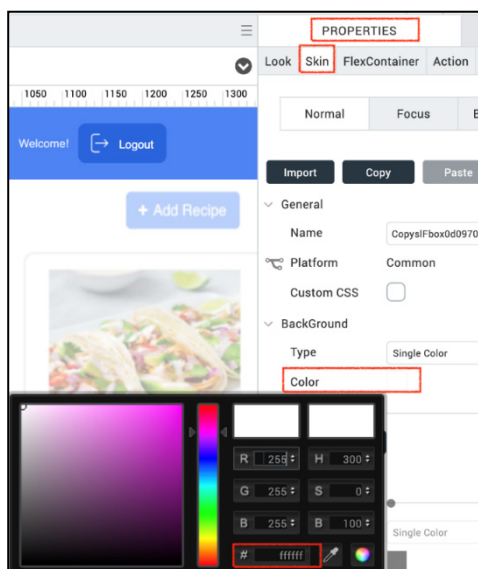 PROPERTIES
Look Skin FlexContainer Action
1050 1100 1150 1200 1250 1300
Normal Focus
Welcome! Logout
Import Copy Paste
+ Add Recipe
General
Name CopyslFbox0d0970
Platform Common
Custom CSS
BackGround
Type Single Color
Color
R 255 H 300
G 255 S 0
B 255 B 100
# ffffff
Single Color